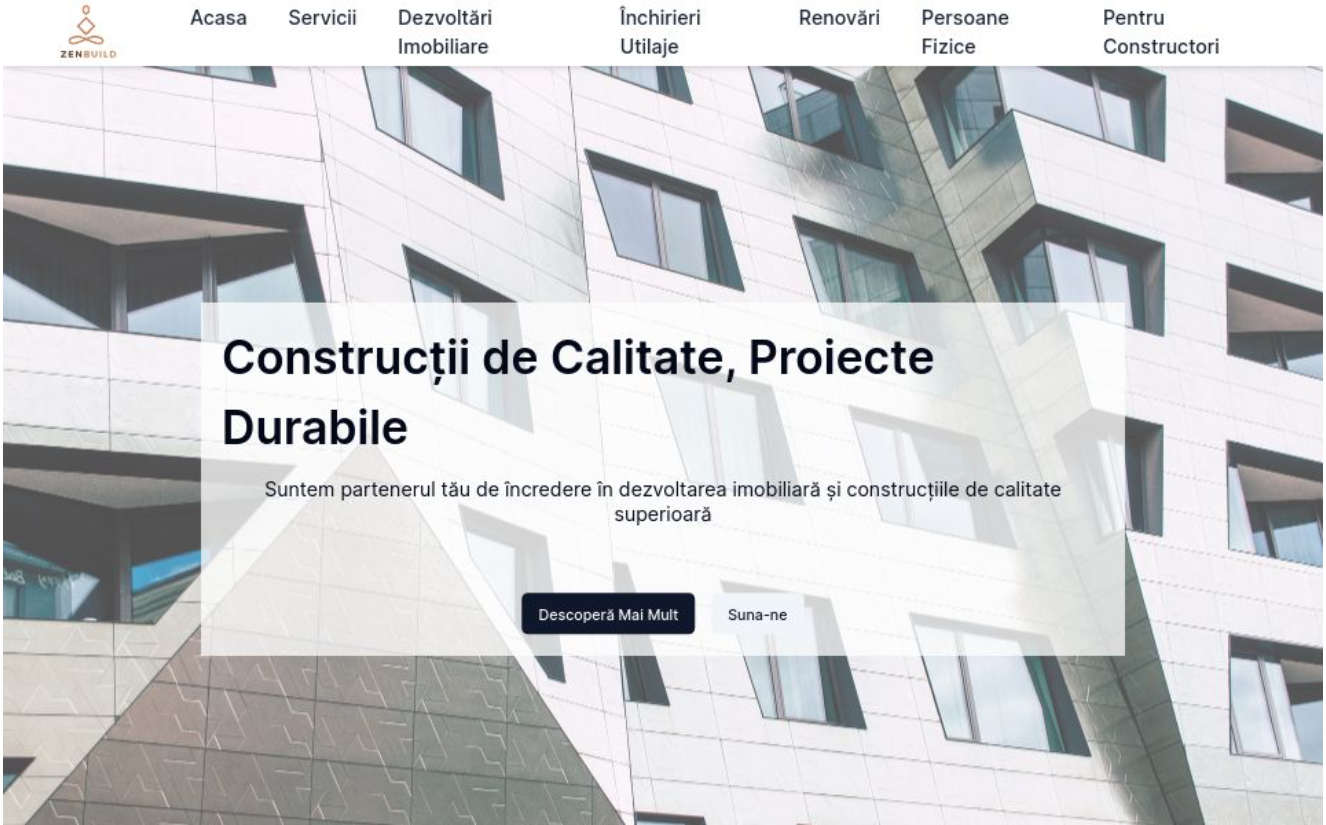 ZENBUILD
Acasa
Servicii
Dezvoltări
Imobiliare
Închirieri
Utilaje
Renovări
Persoane
Fizice
Pentru
Constructori
Construcții de Calitate, Proiecte
Durabile
Suntem partenerul tău de încredere în dezvoltarea imobiliară și construcțiile de calitate
superioară
Descoperă Mai Mult
Suna-ne